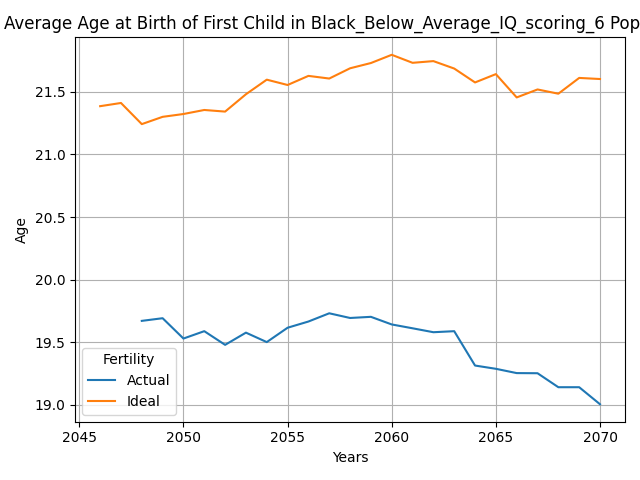 Average Age at Birth of First Child in Black_Below_Average_IQ_scoring_6 Pop
21.5
21.0
20.5
20.0
19.5
19.0
Age
Fertility
Actual
Ideal
2045 2050 2055 2060 2065 2070
Years